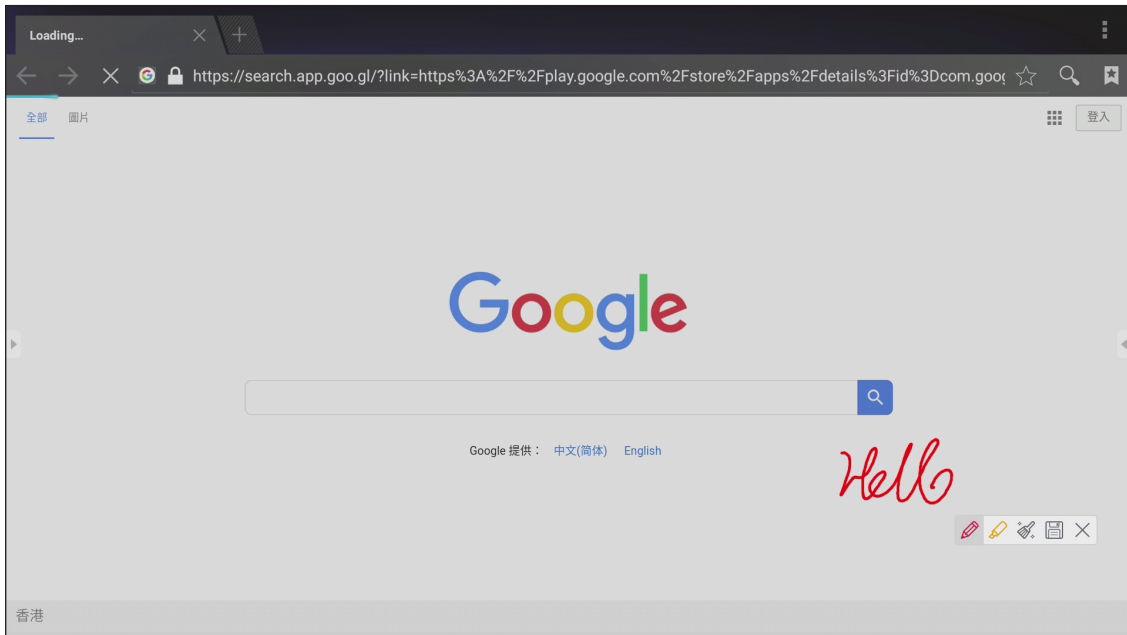 Loading...
https://search.app.goo.gl/?link=https%3A%2F%2Fplay.google.com%2Fstore%2Fapps%2Fdetails%3Fid%3Dcom.goog
全部 圖片 登入
Google
Google 提供： 中文(简体) English
Hello
香港